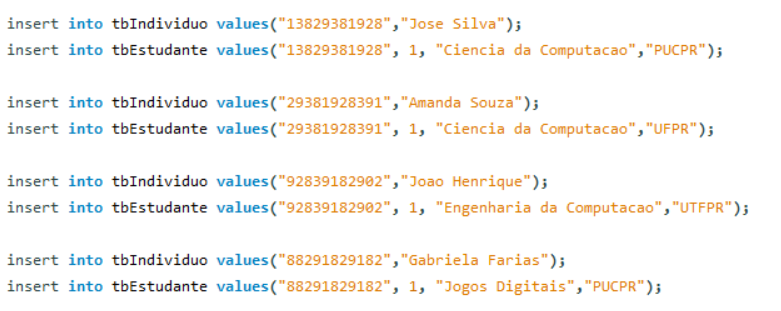 insert into tbIndividuo values("13829381928","Jose Silva");
insert into tbEstudante values("13829381928", 1, "Ciencia da Computacao","PUCPR");
insert into tbIndividuo values("29381928391","Amanda Souza");
insert into tbEstudante values("29381928391", 1, "Ciencia da Computacao","UFPR");
insert into tbIndividuo values("92839182902","Joao Henrique");
insert into tbEstudante values("92839182902", 1, "Engenharia da Computacao","UTFPR");
insert into tbIndividuo values("88291829182","Gabriela Farias");
insert into tbEstudante values("88291829182", 1, "Jogos Digitais","PUCPR");